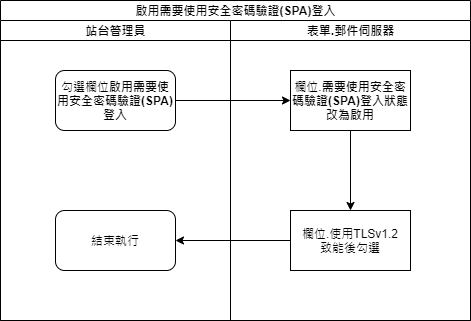 啟用需要使用安全密碼驗證(SPA)登入
站台管理員
表單.郵件伺服器
勾選欄位啟用需要使
用安全密碼驗證(SPA)
登入
欄位.需要使用安全密
碼驗證(SPA)登入狀態
改為啟用
結束執行
欄位.使用TLSv1.2
致能後勾選